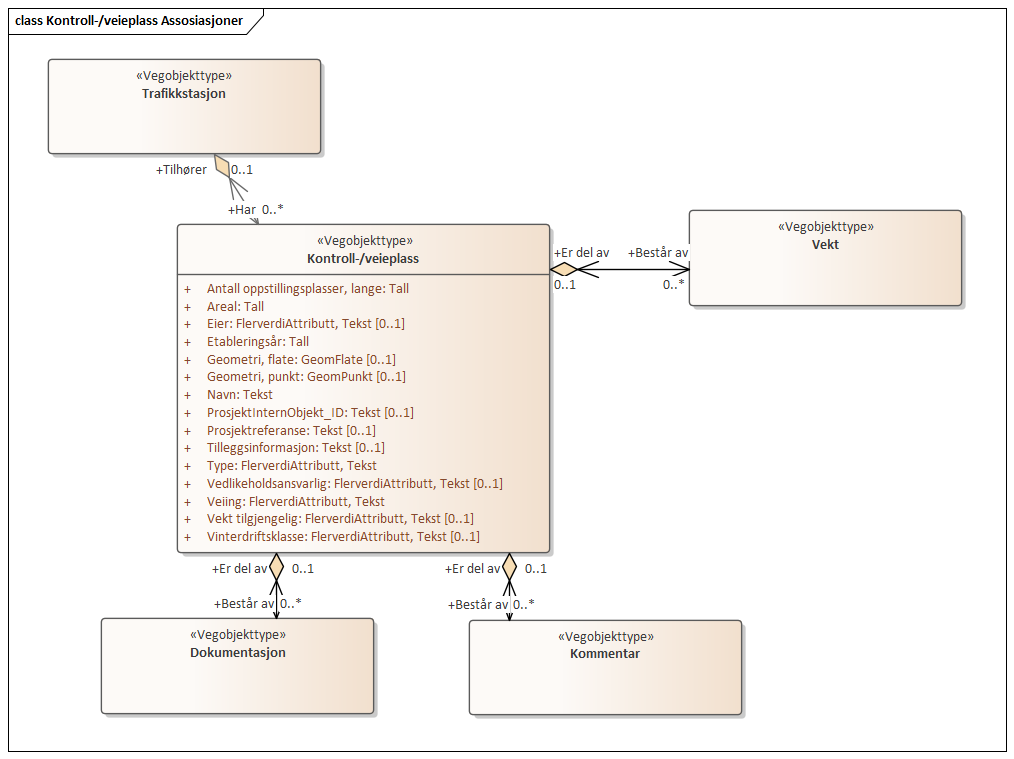 class Kontroll-/veieplass Assosiasjoner
«Vegobjekttype»
Trafikkstasjon
+Tilhører 0..1
+Har 0..*
«Vegobjekttype»
Kontroll-/veieplass
+ Antall oppstillingsplasser, lange: Tall
+ Areal: Tall
+ Eier: FlerverdiAttributt, Tekst [0..1]
+ Etableringsår: Tall
+ Geometri, flate: GeomFlate [0..1]
+ Geometri, punkt: GeomPunkt [0..1]
+ Navn: Tekst
+ ProsjektInternObjekt_ID: Tekst [0..1]
+ Prosjektreferanse: Tekst [0..1]
+ Tilleggsinformasjon: Tekst [0..1]
+ Type: FlerverdiAttributt, Tekst
+ Vedlikeholdsansvarlig: FlerverdiAttributt, Tekst [0..1]
+ Veiing: FlerverdiAttributt, Tekst
+ Vekt tilgjengelig: FlerverdiAttributt, Tekst [0..1]
+ Vinterdriftsklasse: FlerverdiAttributt, Tekst [0..1]
+Er del av +Består av
0..1 0..*
«Vegobjekttype»
Vekt
+Er del av 0..1
+Består av 0..*
«Vegobjekttype»
Dokumentasjon
+Er del av 0..1
+Består av 0..*
«Vegobjekttype»
Kommentar